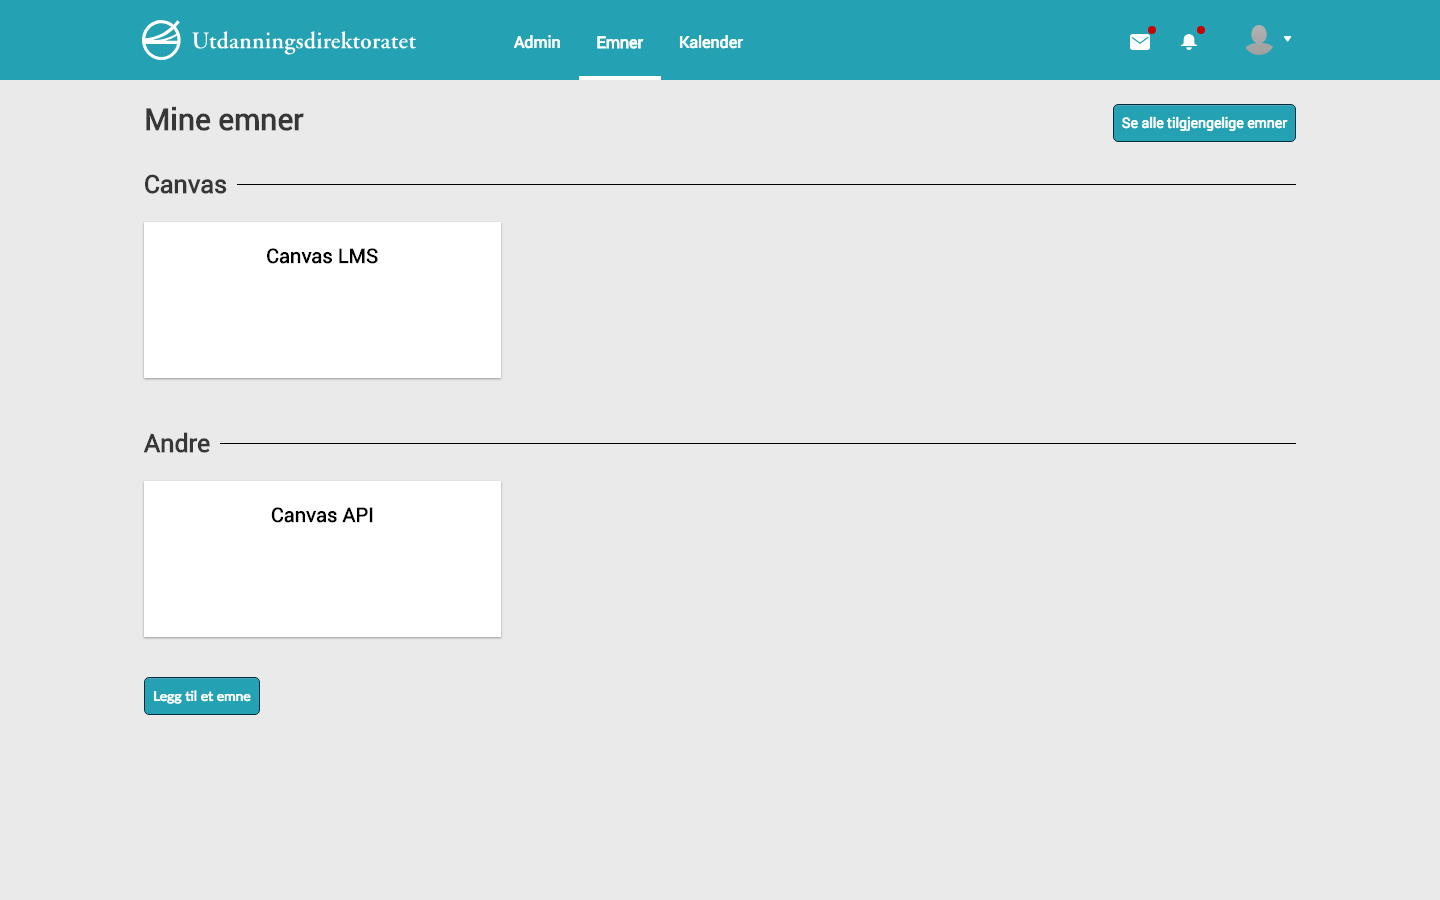 Utdanningsdirektoratet
Admin
Emner
Kalender
Mine emner
Se alle tilgjengelige emner
Canvas
Canvas LMS
Andre
Canvas API
Legg til et emne